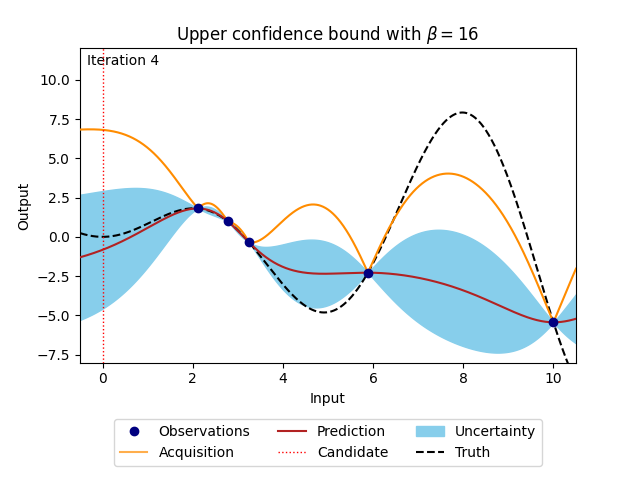 Upper confidence bound with β = 16
Iteration 4
10.0
7.5
5.0
2.5
0.0
−2.5
−5.0
−7.5
Output
0 2 4 6 8 10
Input
Observations Prediction Uncertainty
Acquisition Candidate Truth